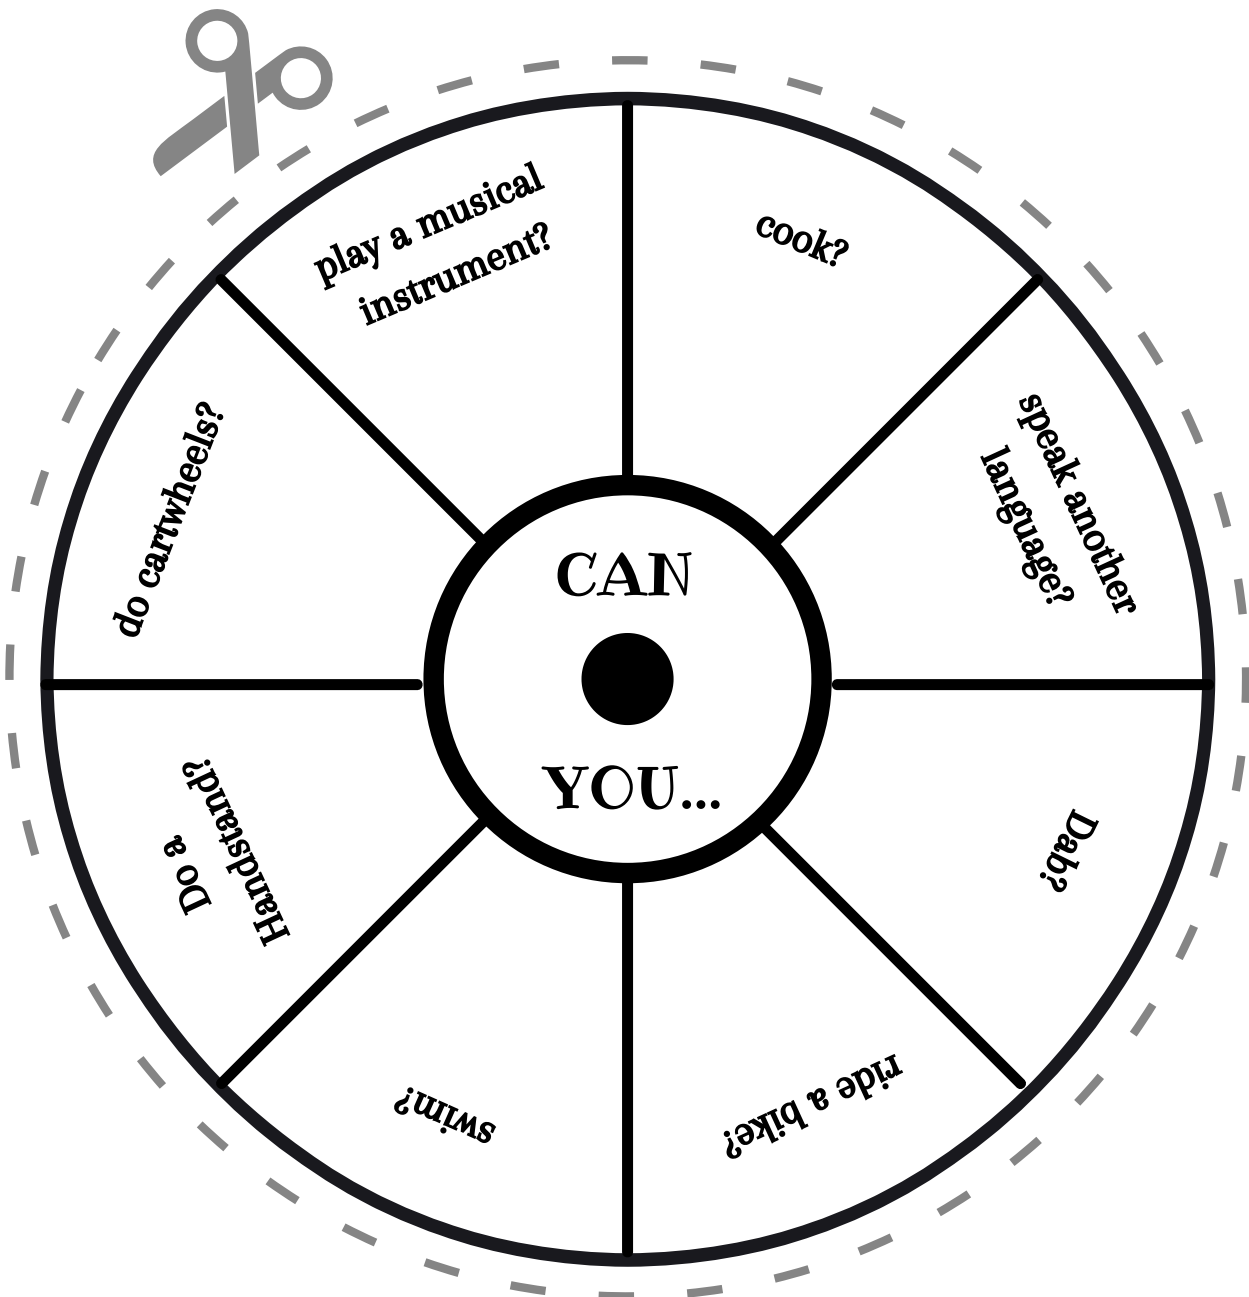 CAN
YOU...
cook?
speak another
language?
Dab?
ride a bike?
swim?
Do a
Handstand?
do cartwheels?
play a musical
instrument?